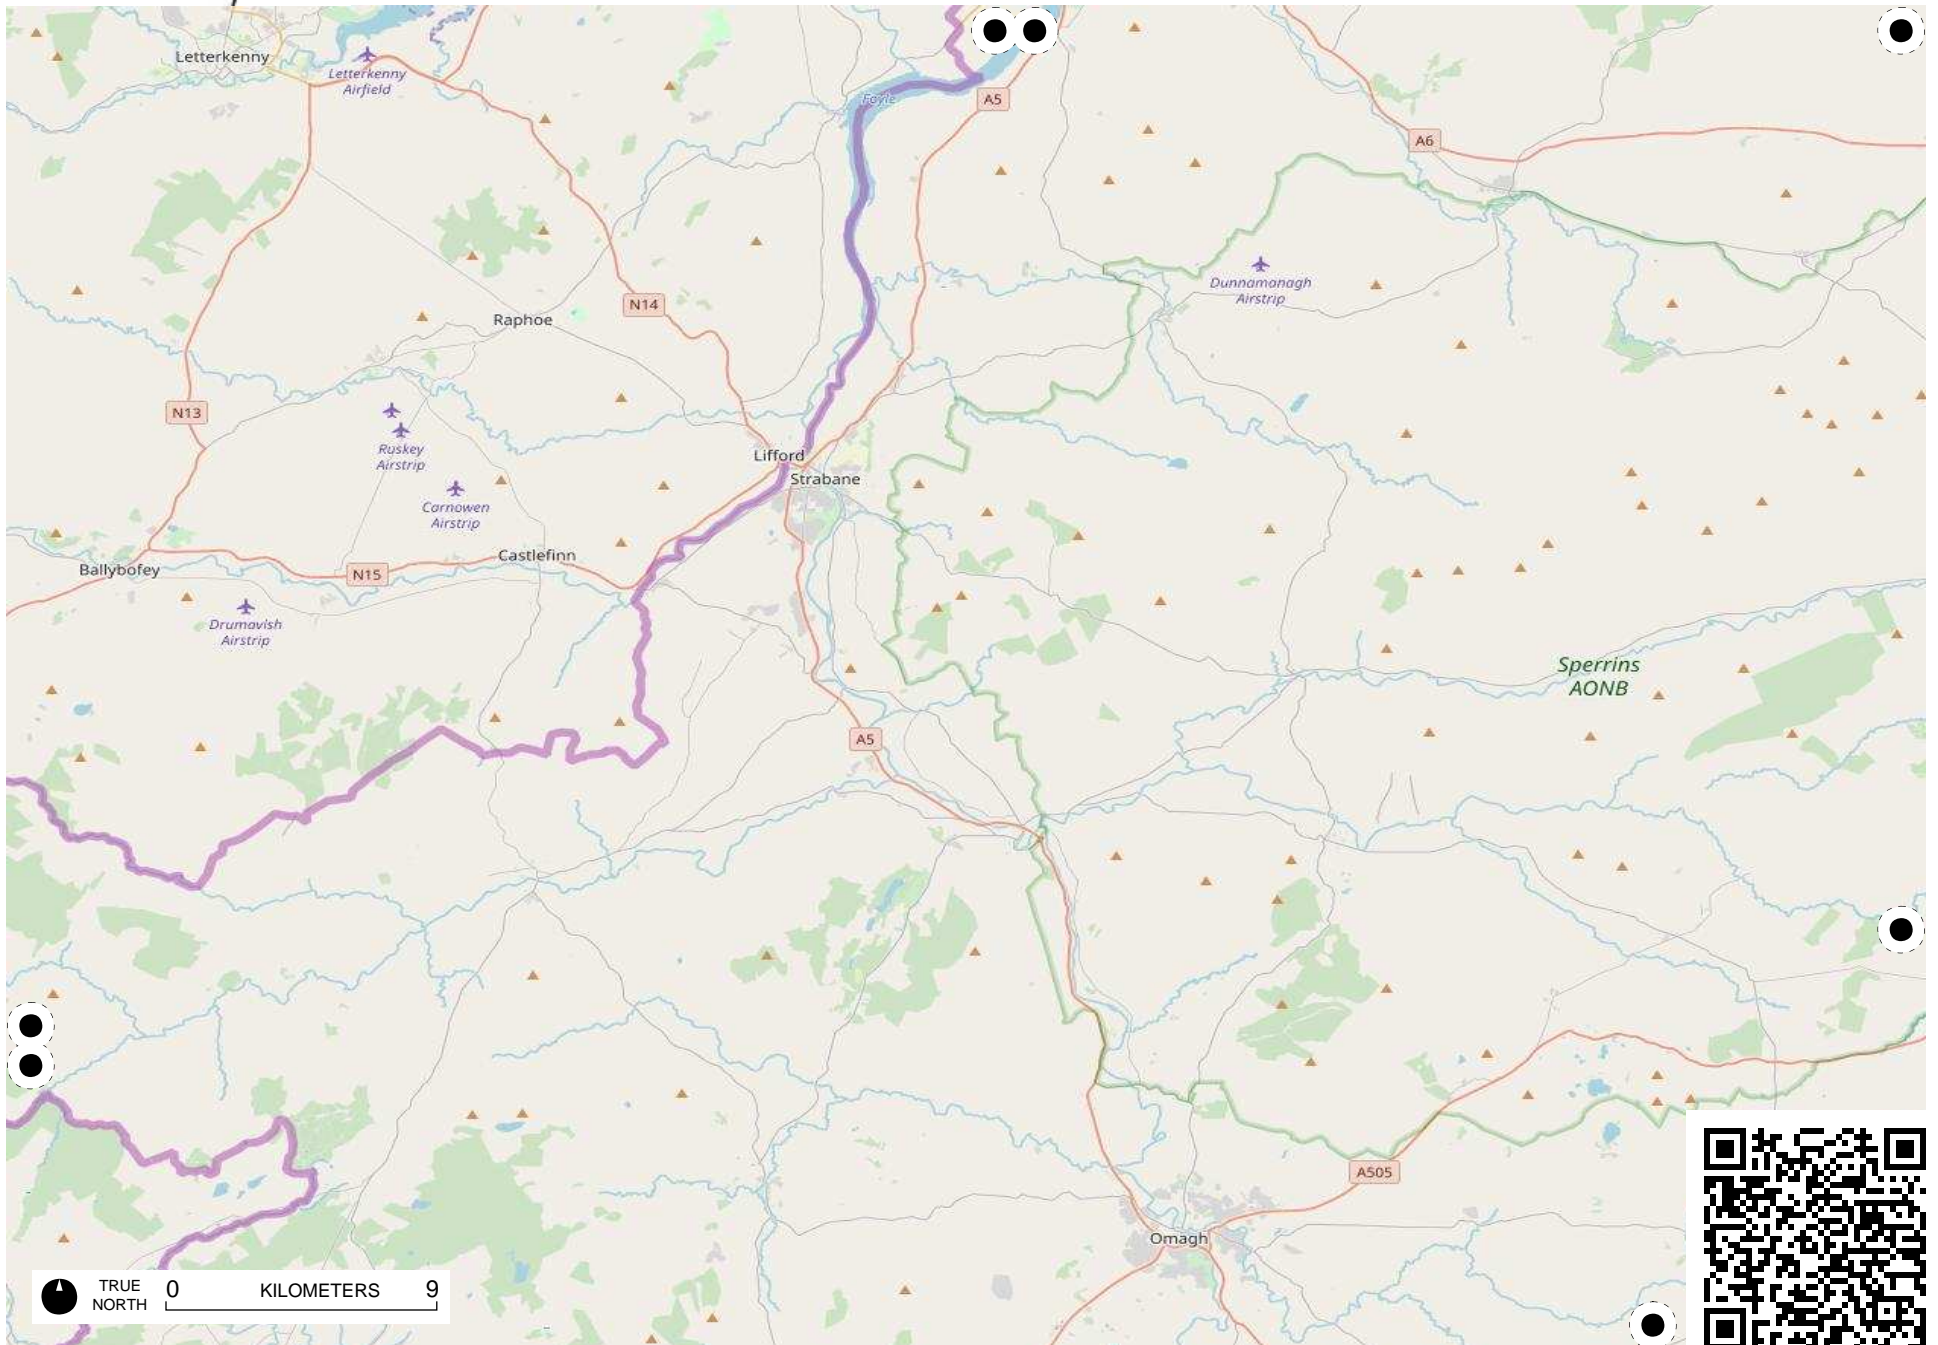 Letterkenny
Letterkenny
Airfield
Foyle
A5
A6
Dunnamanagh
Airstrip
N14
Raphoe
N13
Ruskey
Airstrip
Lifford
Strabane
Carnowen
Airstrip
Castlefinn
Ballybofey
N15
Drumavish
Airstrip
Sperrins
AONB
A5
A505
Omagh
TRUE
NORTH
0 KILOMETERS 9